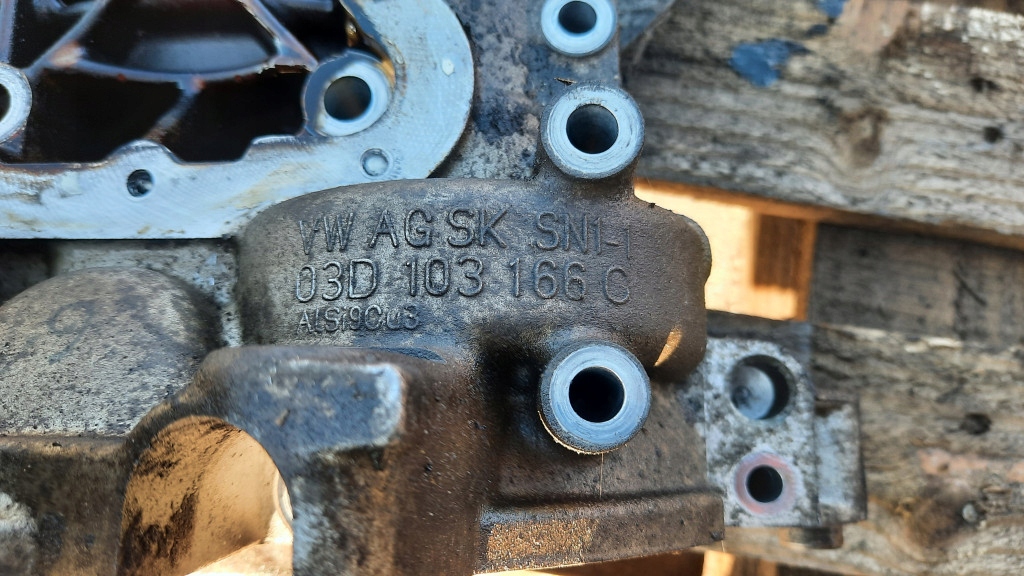 VW AG SK SN1-1
03D 103 166 C
AlSi9Cu3